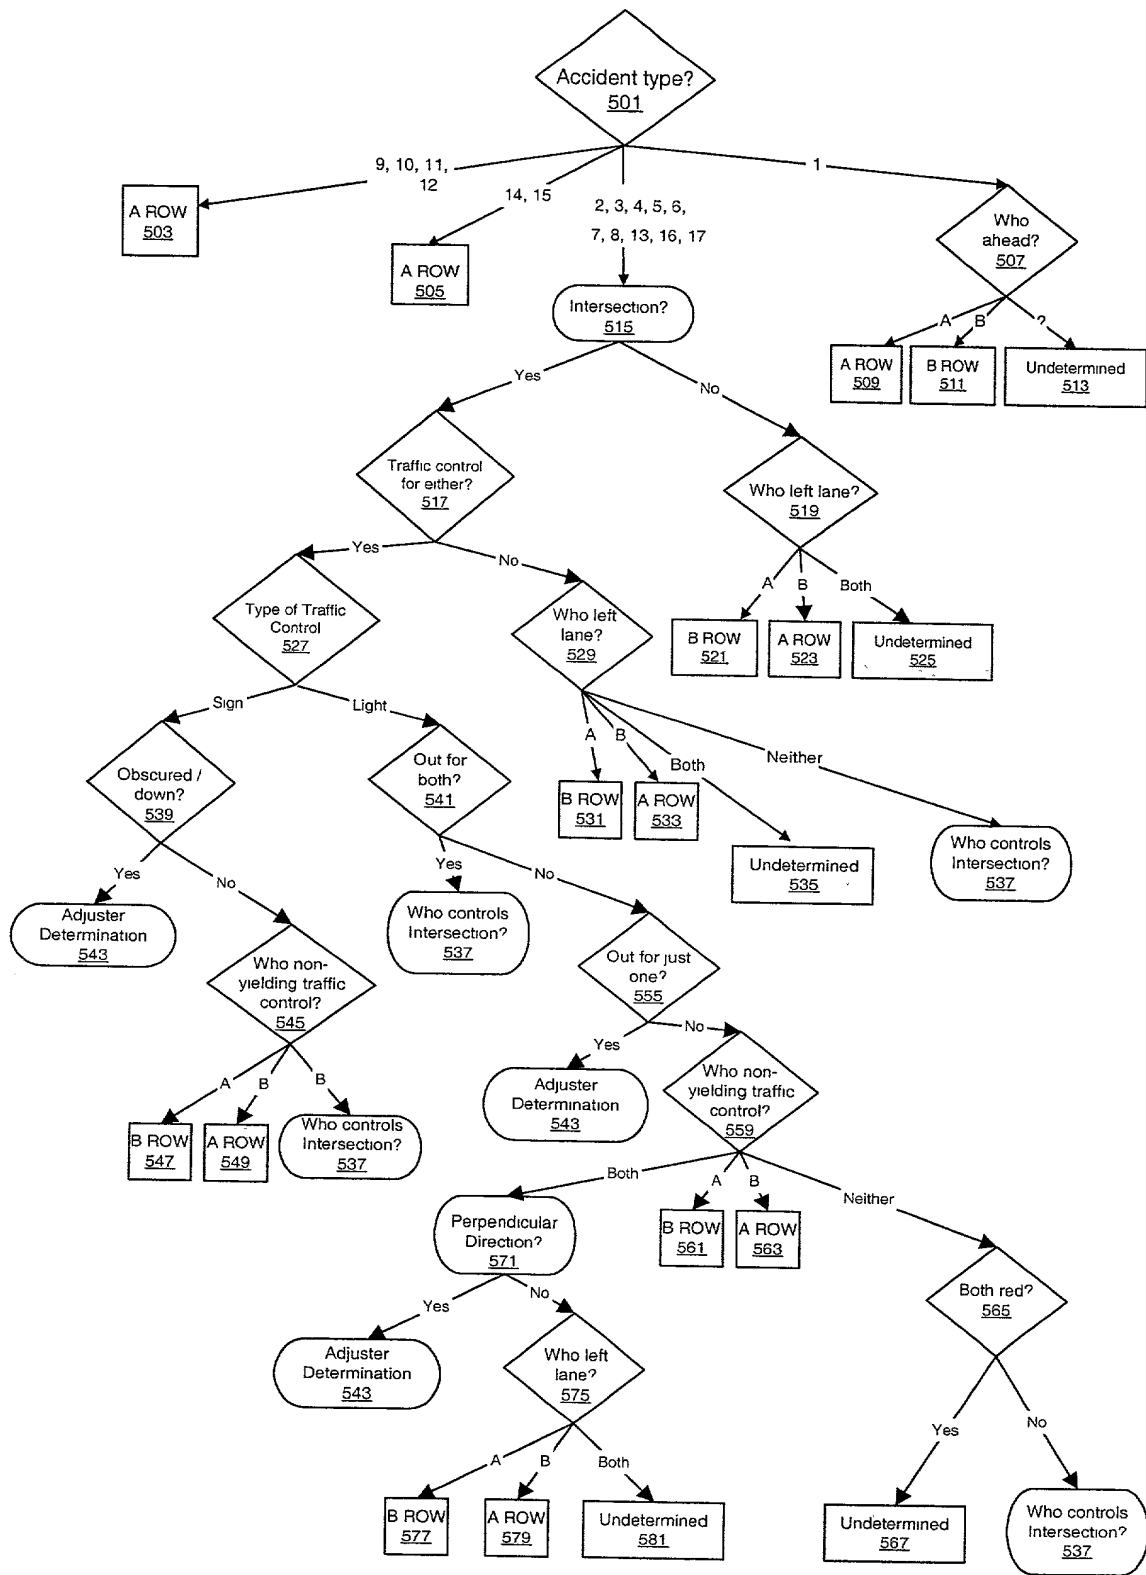 Accident type?
501
9, 10, 11,
12
14, 15
2, 3, 4, 5, 6,
7, 8, 13, 16, 17
1
A ROW
503
A ROW
505
Who
ahead?
507
Intersection?
515
A
B
?
A ROW
509
B ROW
511
Undetermined
513
Yes
No
Traffic control
for either?
517
Who left lane?
519
Yes
No
A
B
Both
Type of Traffic
Control
527
Who left
lane?
529
B ROW
521
A ROW
523
Undetermined
525
Sign
Light
A
B
Both
Neither
Obscured /
down?
539
Out for
both?
541
B ROW
531
A ROW
533
Undetermined
535
Who controls
Intersection?
537
Yes
No
Yes
No
Adjuster
Determination
543
Who controls
Intersection?
537
Who non-
yielding traffic
control?
545
Out for just
one?
555
Yes
No
A
B
B
Adjuster
Determination
543
Who non-
yielding traffic
control?
559
B ROW
547
A ROW
549
Who controls
Intersection?
537
Both
A
B
Neither
Perpendicular
Direction?
571
B ROW
561
A ROW
563
Both red?
565
Yes
No
Adjuster
Determination
543
Who left
lane?
575
Yes
No
A
B
Both
B ROW
577
A ROW
579
Undetermined
581
Undetermined
567
Who controls
Intersection?
537